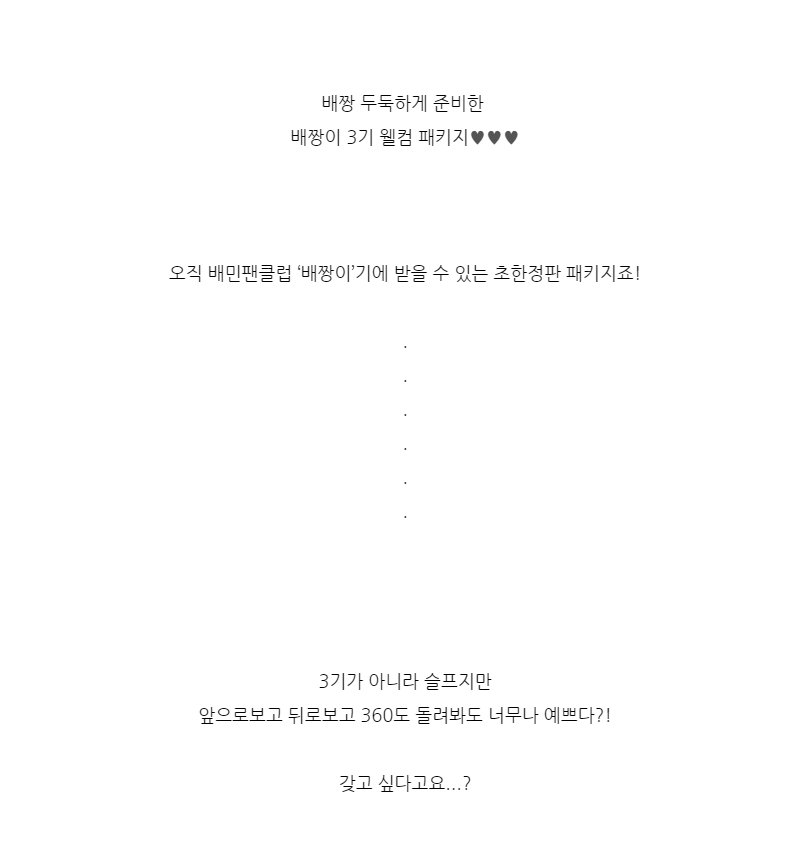 배짱 두둑하게 준비한
배짱이 3기 웰컴 패키지♥♥♥
오직 배민팬클럽 ‘배짱이’기에 받을 수 있는 초한정판 패키지죠!
.
.
.
.
.
.
3기가 아니라 슬프지만
앞으로보고 뒤로보고 360도 돌려봐도 너무나 예쁘다?!
갖고 싶다고요...?